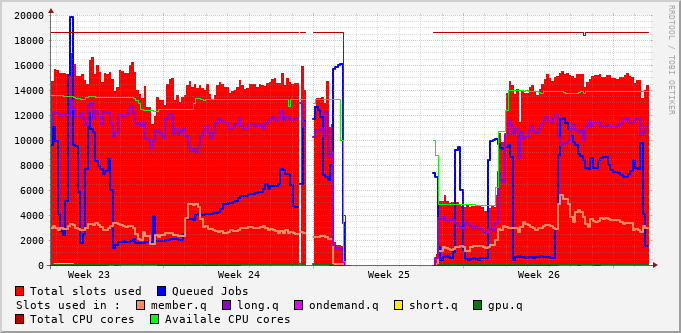 20000
18000
16000
14000
12000
10000
8000
6000
4000
2000
0
Week 23 Week 24 Week 25 Week 26
Total slots used Queued Jobs
Slots used in : member.q long.q ondemand.q short.q gpu.q
Total CPU cores Availale CPU cores
RRDTOOL / TOBI OETIKER